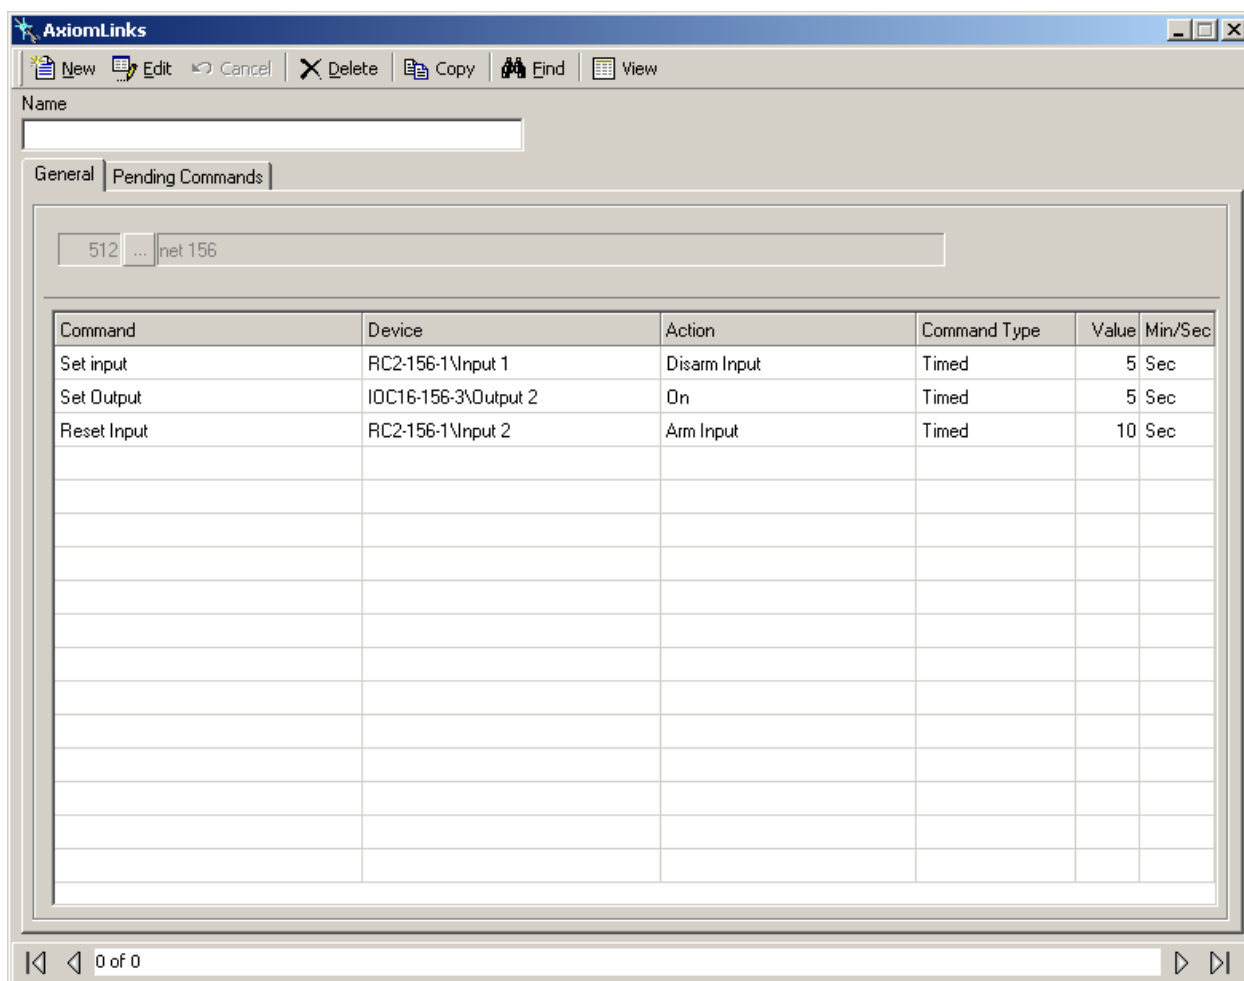 AxiomLinks
New Edit Cancel Delete Copy Find View
Name
General Pending Commands
512 ... net 156
Command Device Action Command Type Value Min/Sec
Set input RC2-156-1\Input 1 Disarm Input Timed 5 Sec
Set Output IOC16-156-3\Output 2 On Timed 5 Sec
Reset Input RC2-156-1\Input 2 Arm Input Timed 10 Sec
0 of 0